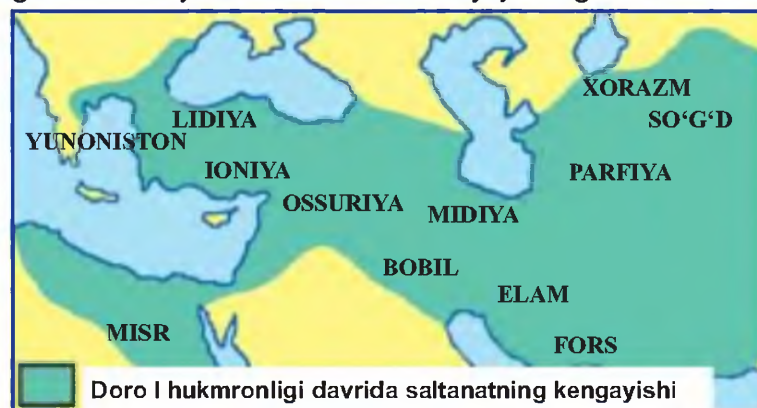 XORAZM
LIDIYA
SO‘G‘D
YUNONISTON
IONIYA
PARFIYA
OSSURIYA
MIDIYA
BOBIL
ELAM
MISR
FORS
Doro I hukmronligi davrida saltanatning kengayishi